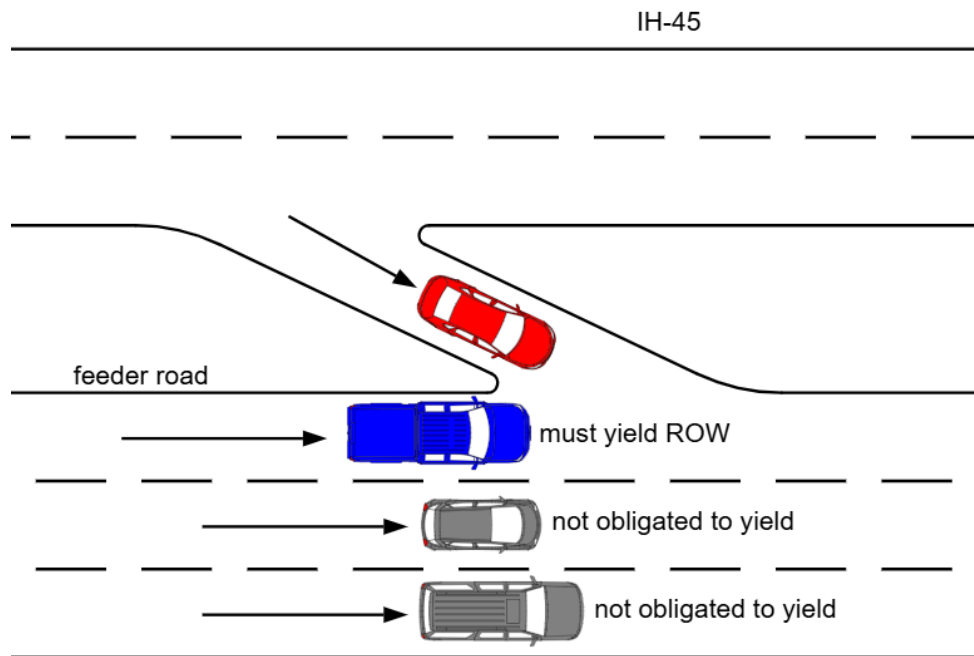 IH-45
feeder road
must yield ROW
not obligated to yield
not obligated to yield